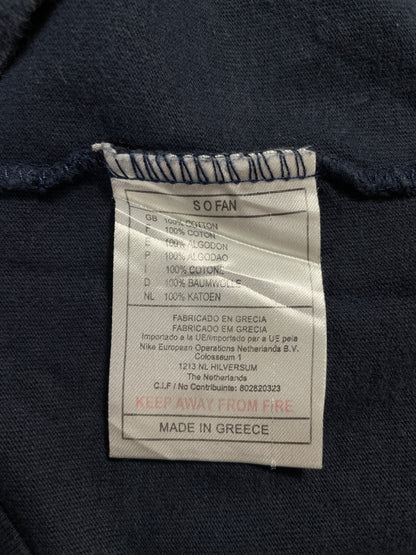 S O FAN
GB 100% COTTON
F 100% COTON
E 100% ALGODON
P 100% ALGODAO
I 100% COTONE
D 100% BAUMWOLLE
NL 100% KATOEN
FABRICADO EN GRECIA
FABRICADO EM GRECIA
Importado a la UE/Importado par a UE pela
Nike European Operations Netherlands B.V.
Colosseum 1
1213 NL HILVERSUM
The Netherlands
C.I.F / No Contribuinte: 802620323
KEEP AWAY FROM FIRE
MADE IN GREECE